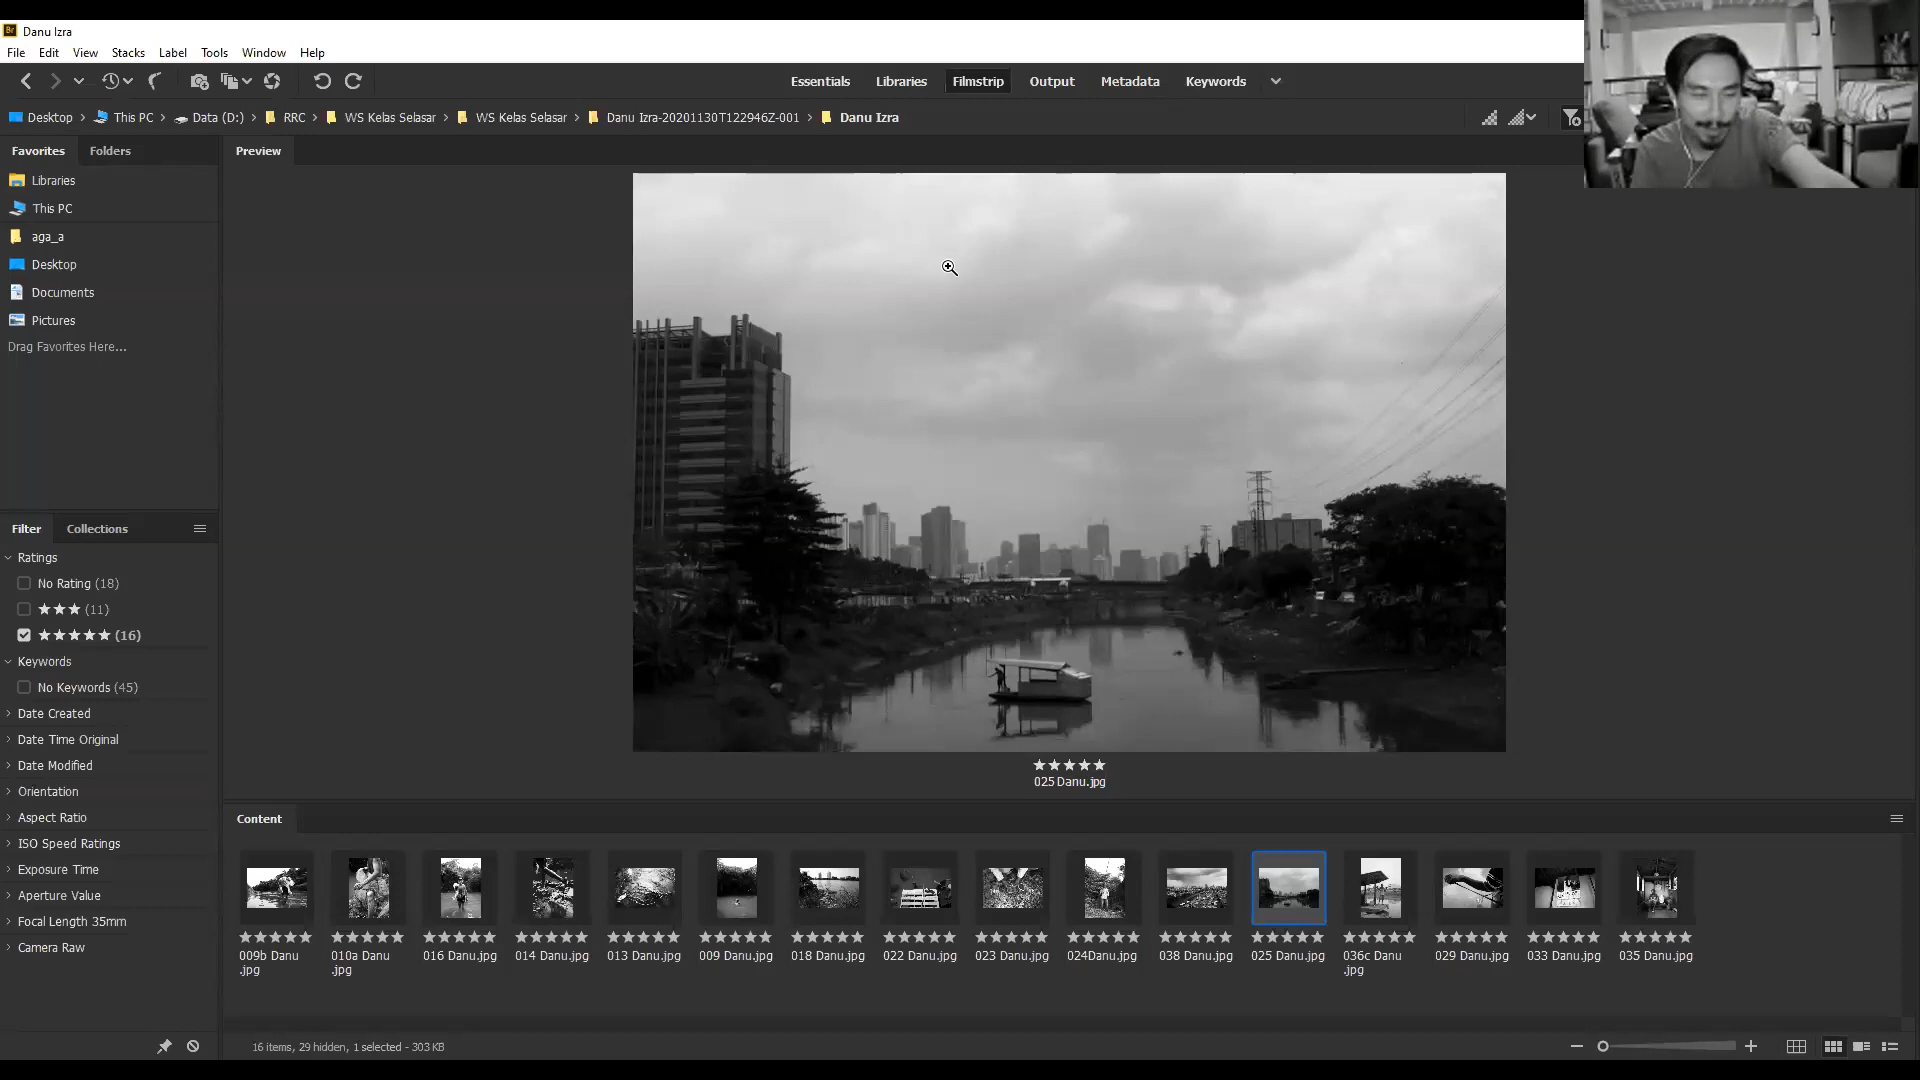 Br Danu Izra
File Edit View Stacks Label Tools Window Help
Essentials Libraries Filmstrip Output Metadata Keywords
Desktop > This PC > Data (D:) > RRC > WS Kelas Selasar > WS Kelas Selasar > Danu Izra-20201130T122946Z-001 > Danu Izra
Favorites Folders
Preview
Libraries
This PC
aga_a
Desktop
Documents
Pictures
Drag Favorites Here...
Filter Collections
Ratings
No Rating (18)
★★★ (11)
★★★★★ (16)
Keywords
No Keywords (45)
Date Created
Date Time Original
Date Modified
Orientation
Aspect Ratio
ISO Speed Ratings
Exposure Time
Aperture Value
Focal Length 35mm
Camera Raw
★★★★★
025 Danu.jpg
Content
009b Danu
.jpg
010a Danu
.jpg
016 Danu.jpg
014 Danu.jpg
013 Danu.jpg
009 Danu.jpg
018 Danu.jpg
022 Danu.jpg
023 Danu.jpg
024Danu.jpg
038 Danu.jpg
025 Danu.jpg
036c Danu
.jpg
029 Danu.jpg
033 Danu.jpg
035 Danu.jpg
16 items, 29 hidden, 1 selected - 303 KB